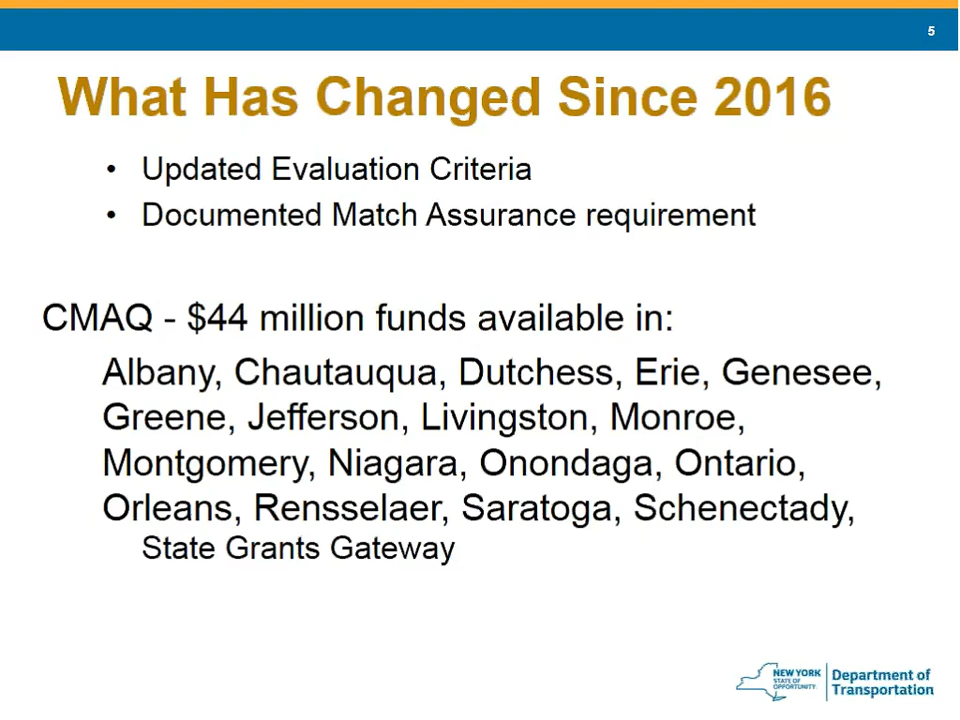 5
What Has Changed Since 2016
• Updated Evaluation Criteria
• Documented Match Assurance requirement
CMAQ - $44 million funds available in:
Albany, Chautauqua, Dutchess, Erie, Genesee,
Greene, Jefferson, Livingston, Monroe,
Montgomery, Niagara, Onondaga, Ontario,
Orleans, Rensselaer, Saratoga, Schenectady,
State Grants Gateway
NEW YORK
STATE OF
OPPORTUNITY
Department of
Transportation